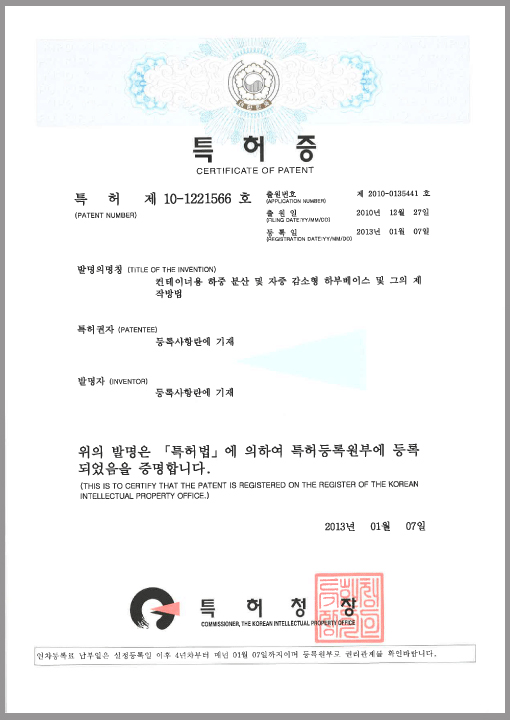 특 허 증
CERTIFICATE OF PATENT
특 허 제 10-1221566 호
(PATENT NUMBER)
출원번호 제 2010-0135441 호
(APPLICATION NUMBER)
출 원 일 2010년 12월 27일
(FILING DATE:YY/MM/DD)
등 록 일 2013년 01월 07일
(REGISTRATION DATE:YY/MM/DD)
발명의명칭 (TITLE OF THE INVENTION)
컨테이너용 하중 분산 및 자중 감소형 하부베이스 및 그의 제
작방법
특허권자 (PATENTEE)
등록사항란에 기재
발명자 (INVENTOR)
등록사항란에 기재
위의 발명은 「특허법」에 의하여 특허등록원부에 등록
되었음을 증명합니다.
(THIS IS TO CERTIFY THAT THE PATENT IS REGISTERED ON THE REGISTER OF THE KOREAN
INTELLECTUAL PROPERTY OFFICE.)
2013년 01월 07일
특 허 청 장
COMMISSIONER, THE KOREAN INTELLECTUAL PROPERTY OFFICE
연차등록료 납부일은 설정등록일 이후 4년차부터 매년 01월 07일까지이며 등록원부로 권리관계를 확인바랍니다.